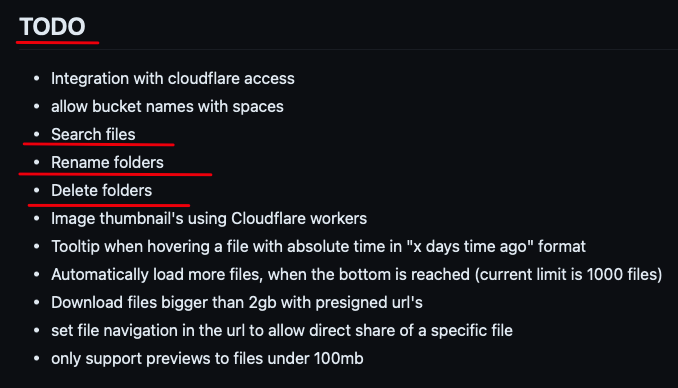 TODO
• Integration with cloudflare access
• allow bucket names with spaces
• Search files
• Rename folders
• Delete folders
• Image thumbnail's using Cloudflare workers
• Tooltip when hovering a file with absolute time in "x days time ago" format
• Automatically load more files, when the bottom is reached (current limit is 1000 files)
• Download files bigger than 2gb with presigned url's
• set file navigation in the url to allow direct share of a specific file
• only support previews to files under 100mb